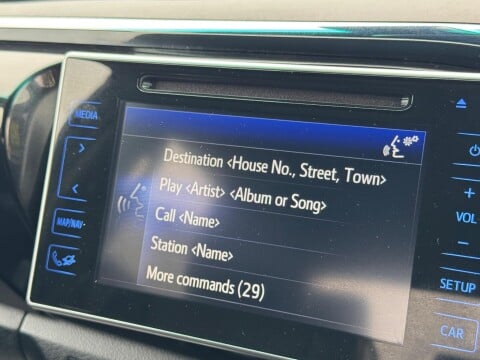 MEDIA
MAP/NAV
Destination <House No., Street, Town>
Play <Artist> <Album or Song>
Call <Name>
Station <Name>
More commands (29)
+
VOL
−
SETUP
CAR